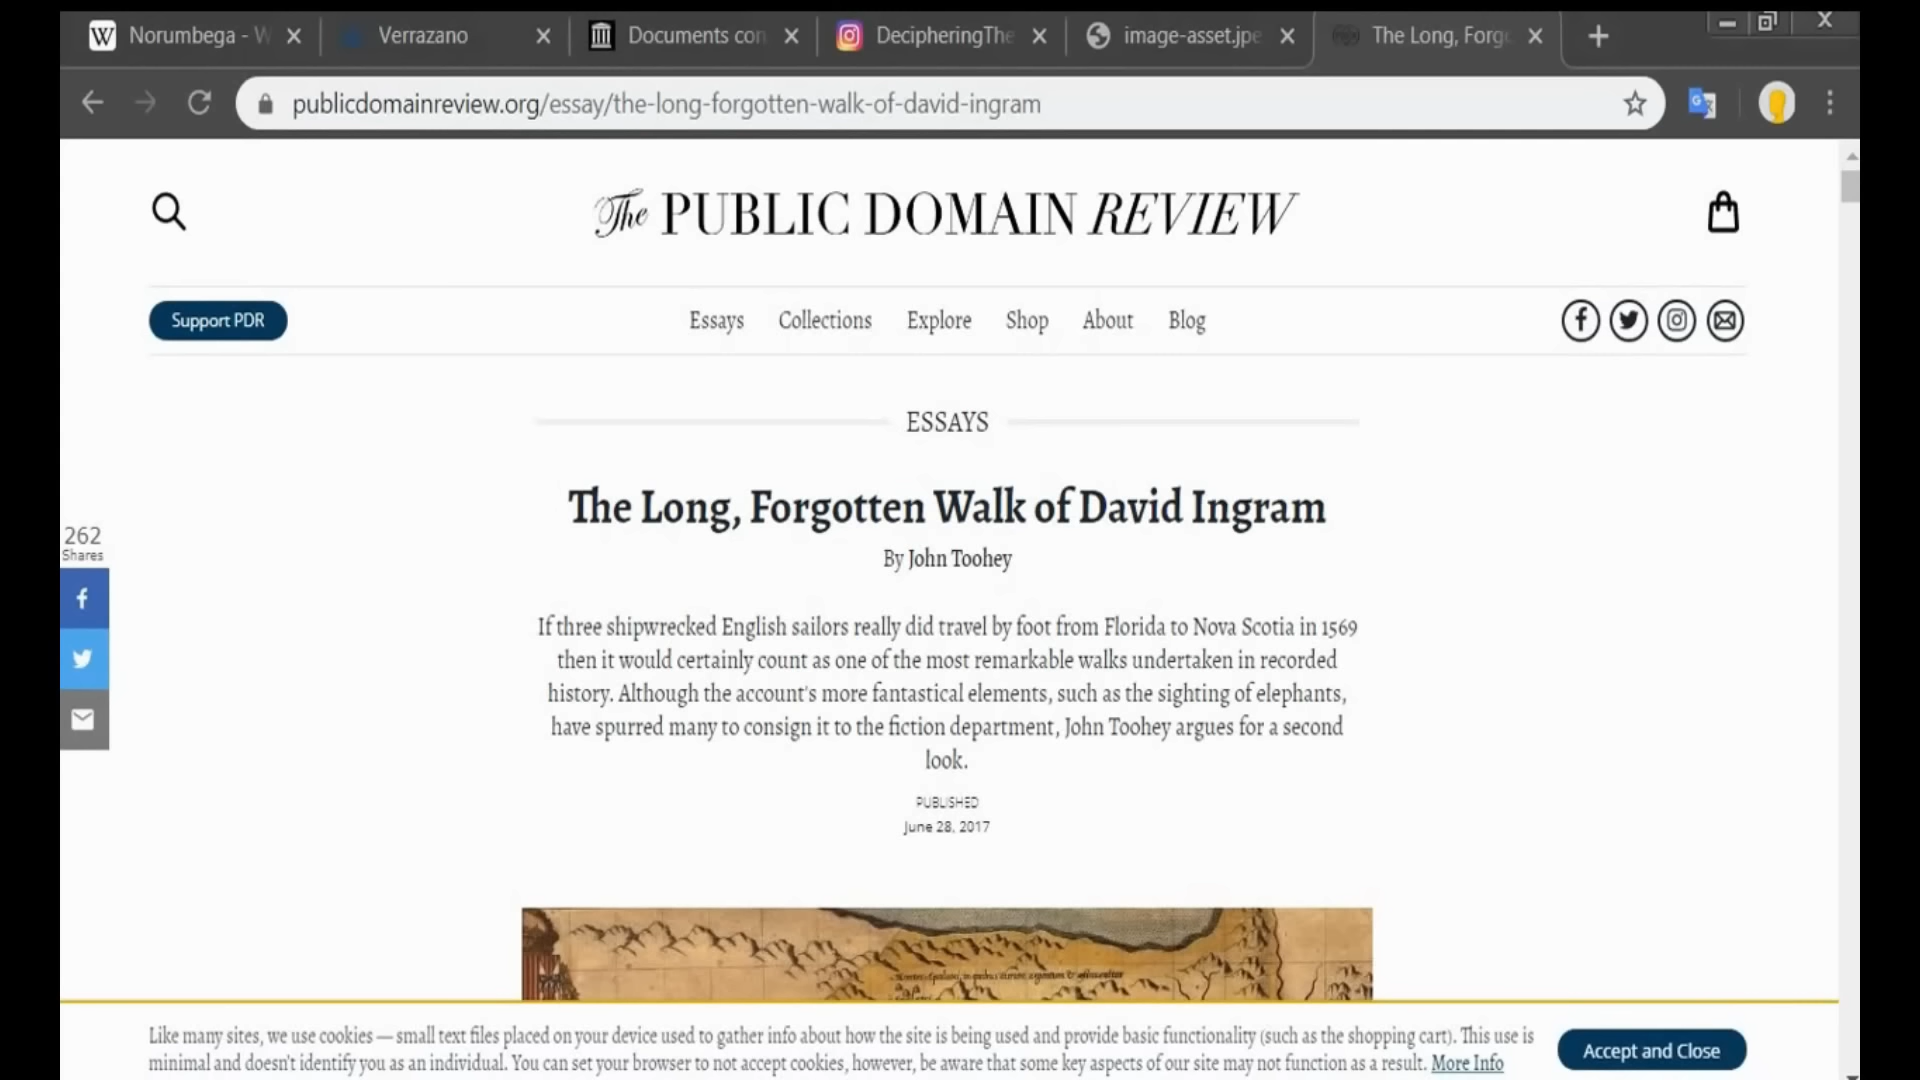 Norumbega - W
Verrazano
Documents con
DecipheringThe
image-asset.jpe
The Long, Forgo
publicdomainreview.org/essay/the-long-forgotten-walk-of-david-ingram
The PUBLIC DOMAIN REVIEW
Support PDR
Essays Collections Explore Shop About Blog
ESSAYS
The Long, Forgotten Walk of David Ingram
By John Toohey
262
Shares
If three shipwrecked English sailors really did travel by foot from Florida to Nova Scotia in 1569
then it would certainly count as one of the most remarkable walks undertaken in recorded
history. Although the account's more fantastical elements, such as the sighting of elephants,
have spurred many to consign it to the fiction department, John Toohey argues for a second
look.
PUBLISHED
June 28, 2017
Like many sites, we use cookies — small text files placed on your device used to gather info about how the site is being used and provide basic functionality (such as the shopping cart). This use is
minimal and doesn't identify you as an individual. You can set your browser to not accept cookies, however, be aware that some key aspects of our site may not function as a result. More Info
Accept and Close